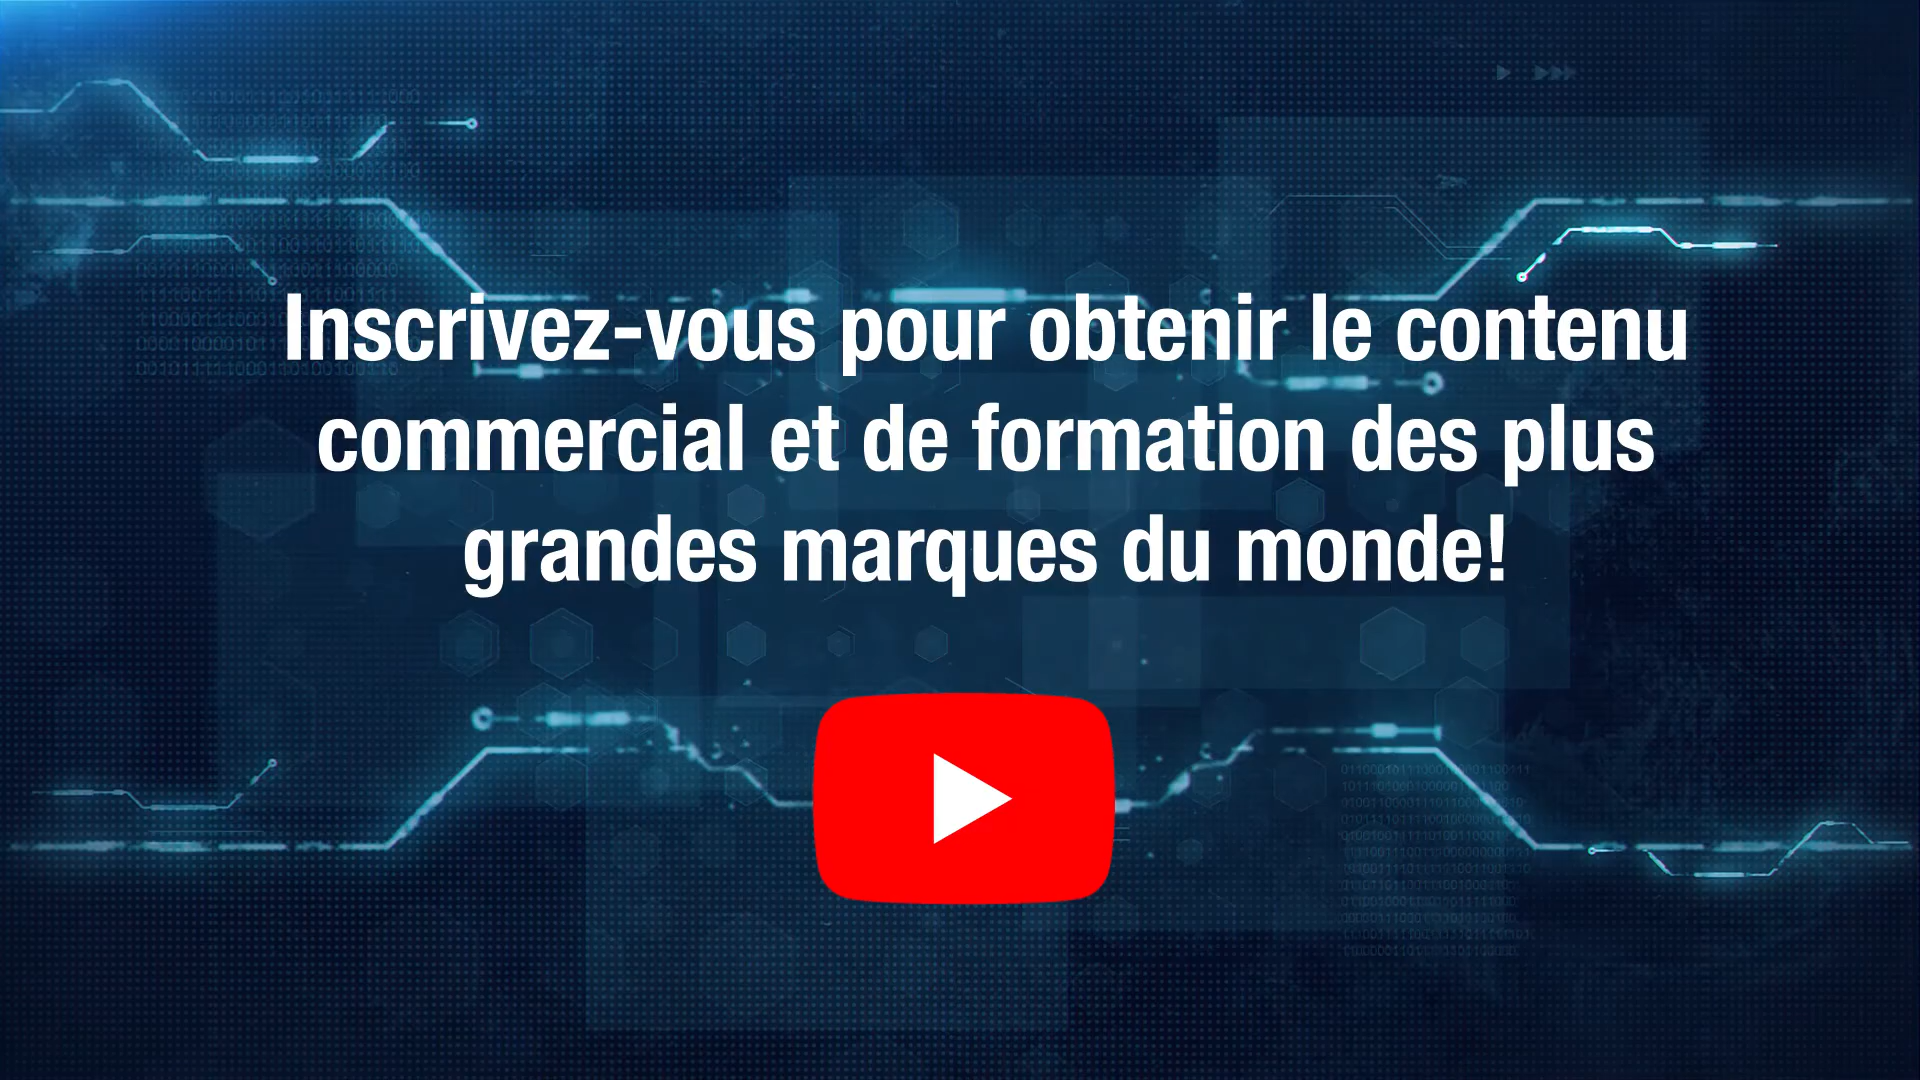 Inscrivez-vous pour obtenir le contenu
commercial et de formation des plus
grandes marques du monde!